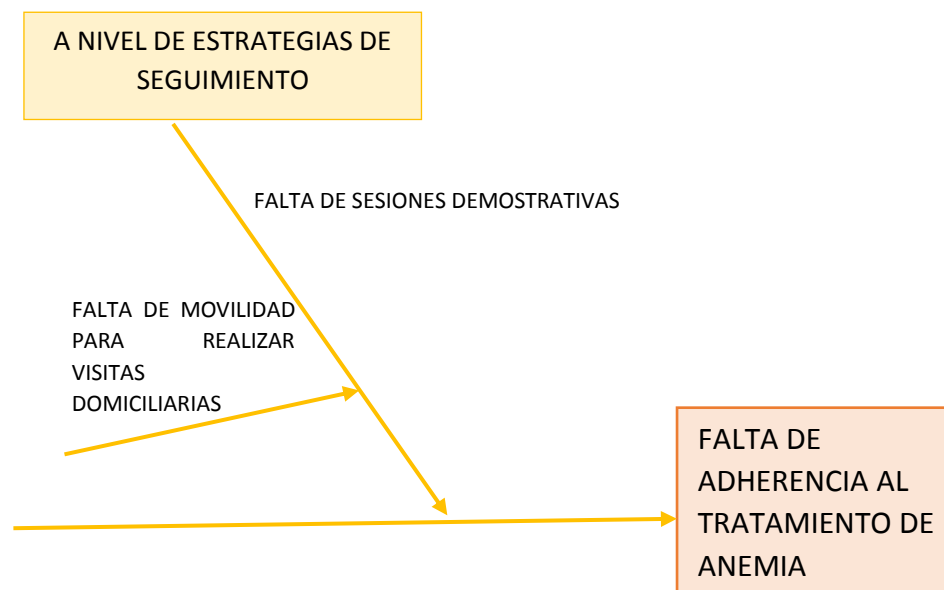 A NIVEL DE ESTRATEGIAS DE
SEGUIMIENTO
FALTA DE SESIONES DEMOSTRATIVAS
FALTA DE MOVILIDAD
PARA REALIZAR
VISITAS
DOMICILIARIAS
FALTA DE
ADHERENCIA AL
TRATAMIENTO DE
ANEMIA